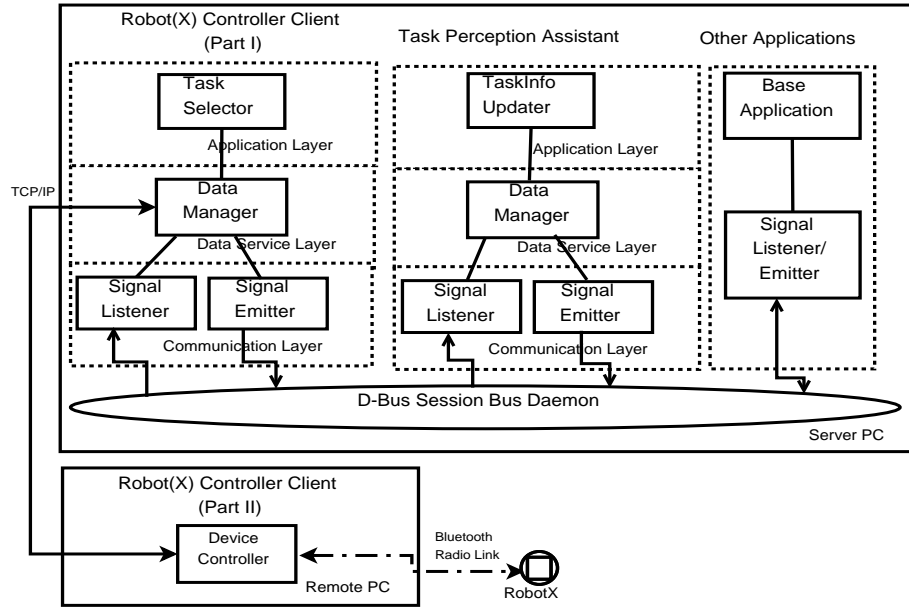 Robot(X) Controller Client
(Part I)
Task Perception Assistant
Other Applications
Task
Selector
Application Layer
TaskInfo
Updater
Application Layer
Base
Application
TCP/IP
Data
Manager
Data Service Layer
Data
Manager
Data Service Layer
Signal
Listener/
Emitter
Signal
Listener
Signal
Emitter
Communication Layer
Signal
Listener
Signal
Emitter
Communication Layer
D-Bus Session Bus Daemon
Server PC
Robot(X) Controller Client
(Part II)
Device
Controller
Remote PC
Bluetooth
Radio Link
RobotX